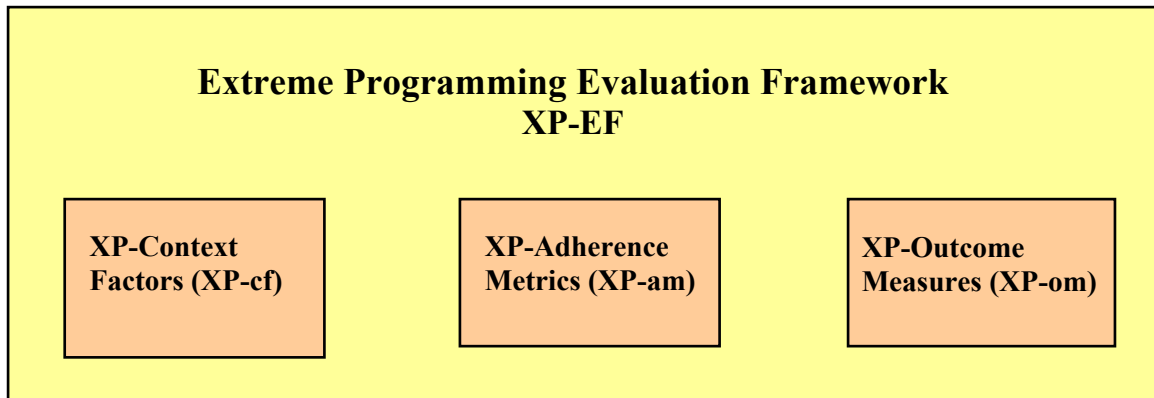 Extreme Programming Evaluation Framework
XP-EF
XP-Context
Factors (XP-cf)
XP-Adherence
Metrics (XP-am)
XP-Outcome
Measures (XP-om)